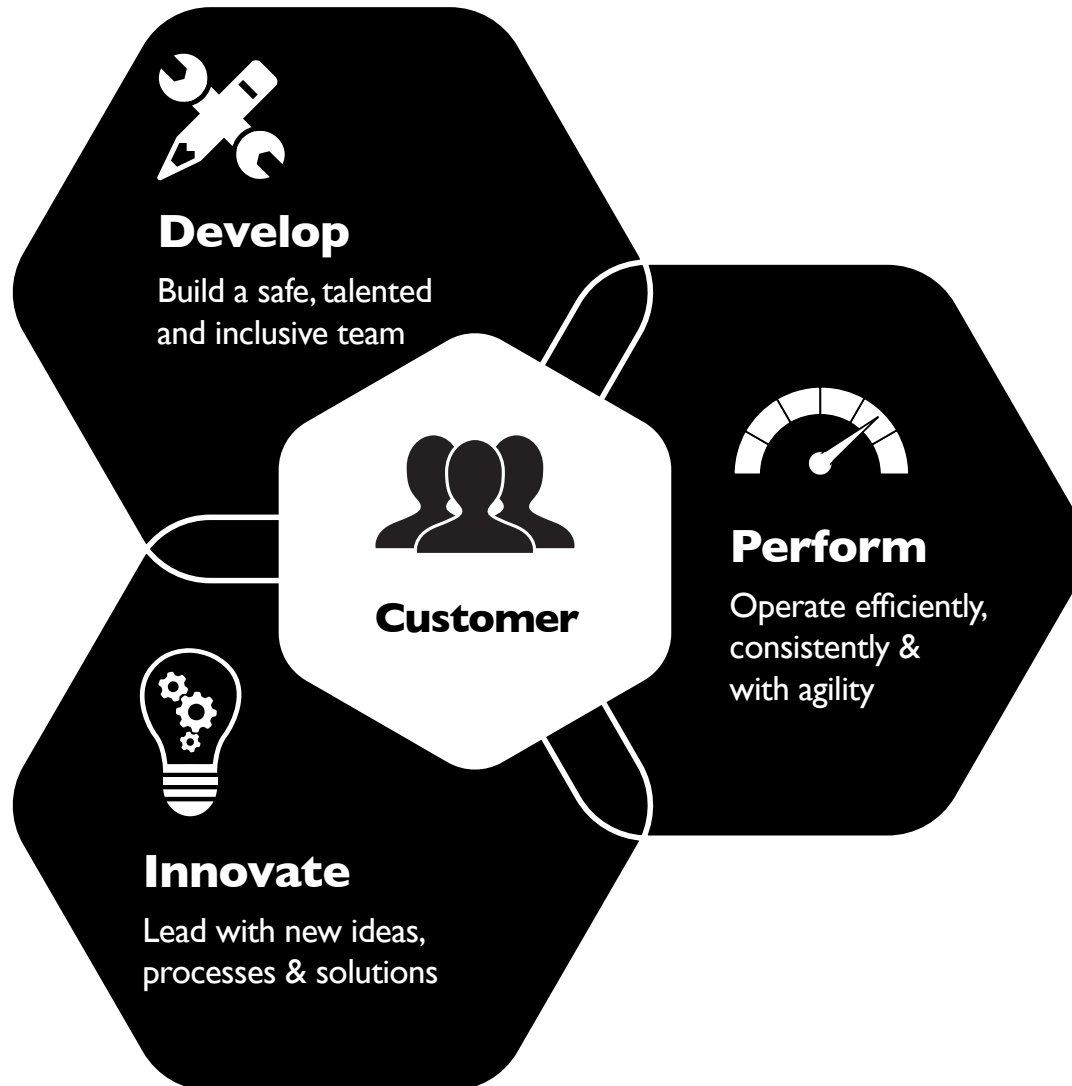 Develop
Build a safe, talented
and inclusive team
Customer
Perform
Operate efficiently,
consistently &
with agility
Innovate
Lead with new ideas,
processes & solutions